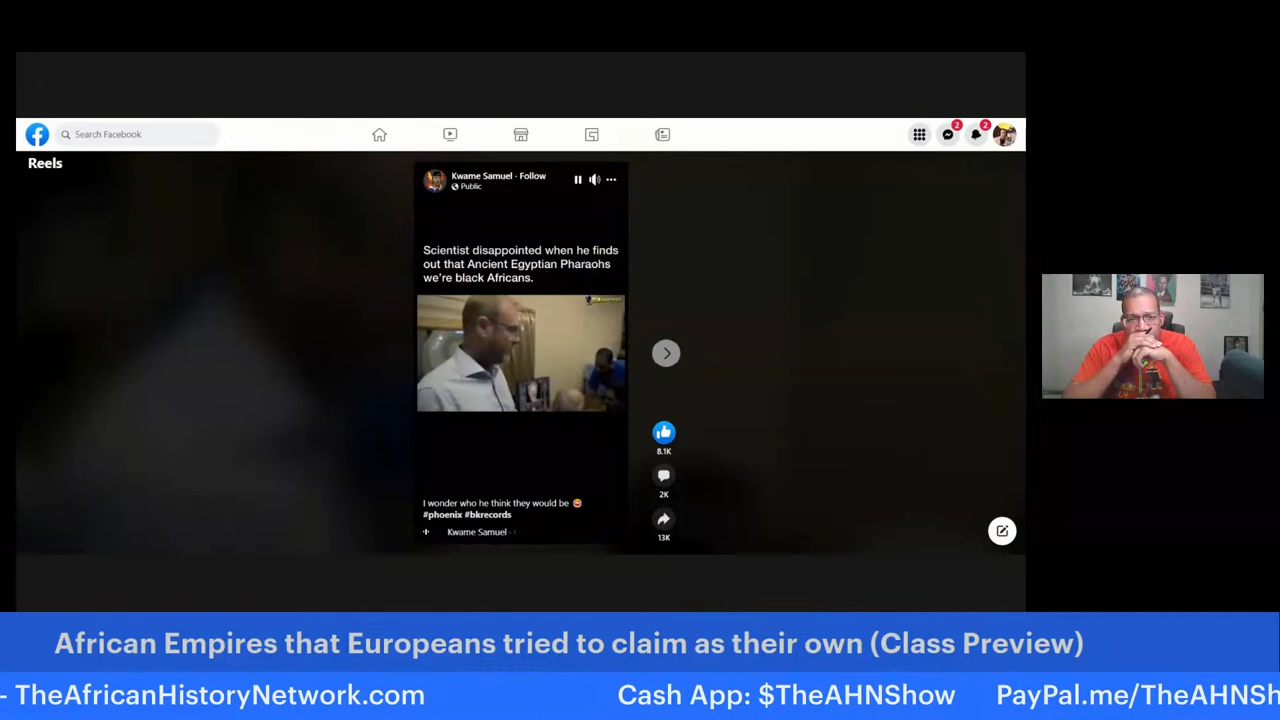 Search Facebook
2
2
Reels
Kwame Samuel - Follow
Public
Scientist disappointed when he finds
out that Ancient Egyptian Pharaohs
we're black Africans.
8.1K
2K
13K
I wonder who he think they would be
#phoenix #bkrecords
Kwame Samuel -
African Empires that Europeans tried to claim as their own (Class Preview)
- TheAfricanHistoryNetwork.com Cash App: $TheAHNShow PayPal.me/TheAHNSh